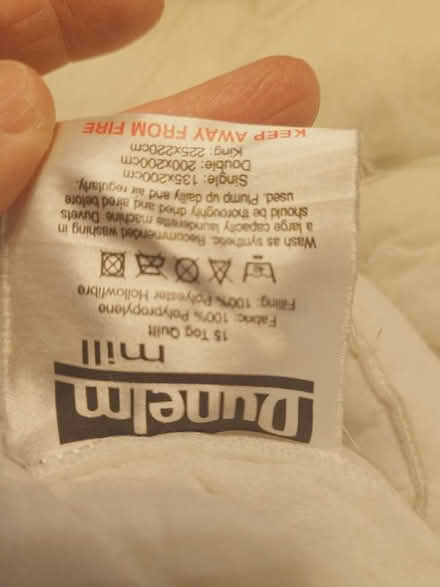 Dunelm
mill
15 Tog Quilt
Fabric: 100% Polypropylene
Filling: 100% Polyester Hollowfibre
Wash as synthetic. Recommended washing in
a large capacity launderette machine. Duvets
should be thoroughly dried and aired before
used. Plump up daily and air regularly.
Single: 135x200cm
Double: 200x200cm
King: 225x220cm
KEEP AWAY FROM FIRE